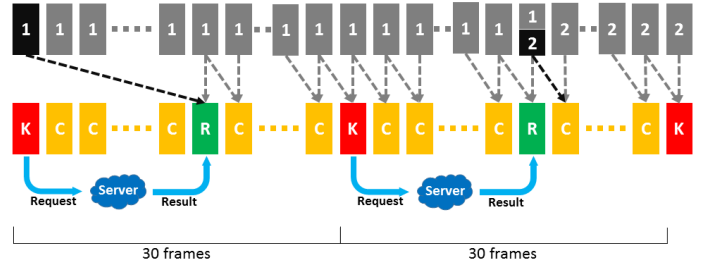 1 1 1 1 1 1 1 1 1 1 1 1 1 1 2 2 2 2
2
K C C C R C C K C C C R C C K
Server Server
Request Result Request Result
30 frames 30 frames